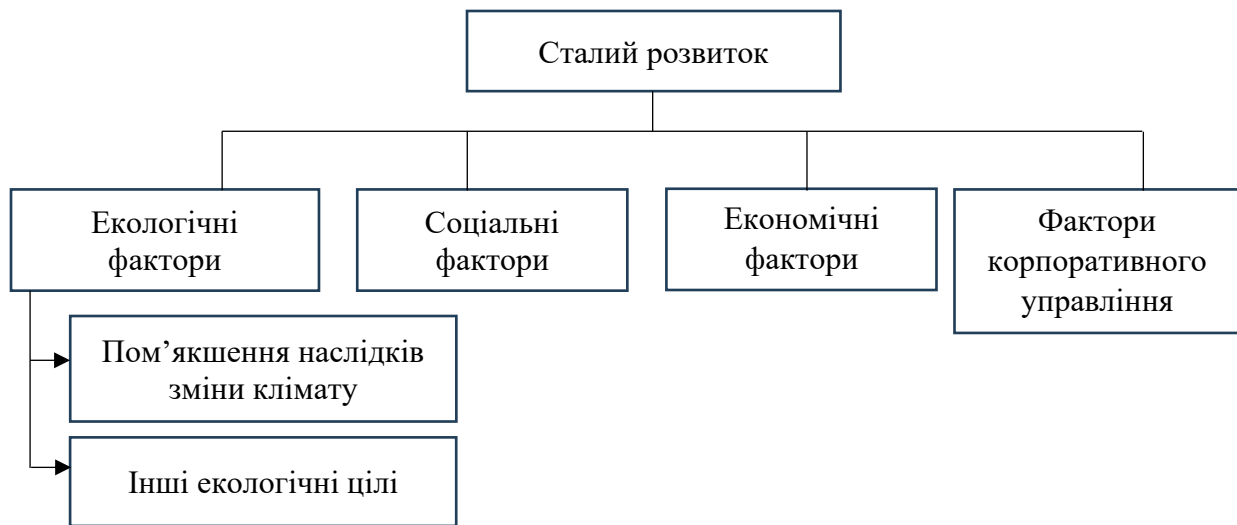 Сталий розвиток
Екологічні
фактори
Соціальні
фактори
Економічні
фактори
Фактори
корпоративного
управління
Пом’якшення наслідків
зміни клімату
Інші екологічні цілі